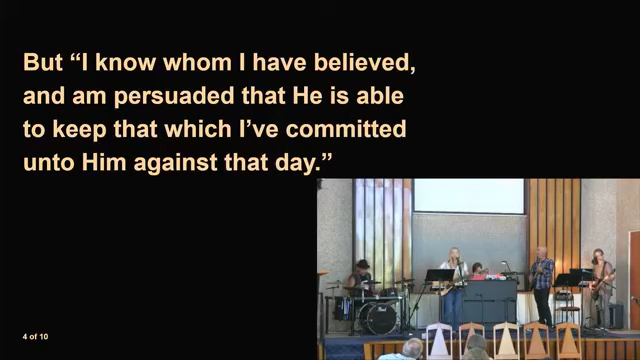 But “I know whom I have believed,
and am persuaded that He is able
to keep that which I’ve committed
unto Him against that day.”
4 of 10